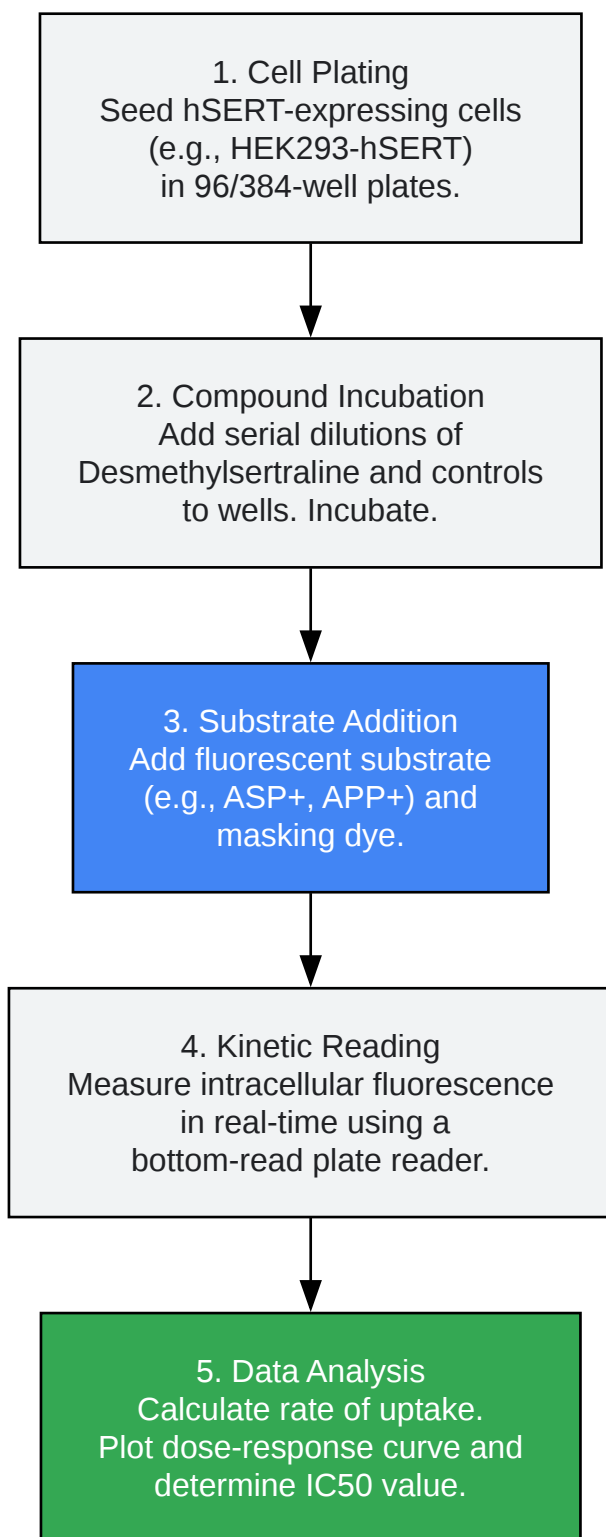 1. Cell Plating
Seed hSERT-expressing cells
(e.g., HEK293-hSERT)
in 96/384-well plates.
2. Compound Incubation
Add serial dilutions of
Desmethylsertraline and controls
to wells. Incubate.
3. Substrate Addition
Add fluorescent substrate
(e.g., ASP+, APP+) and
masking dye.
4. Kinetic Reading
Measure intracellular fluorescence
in real-time using a
bottom-read plate reader.
5. Data Analysis
Calculate rate of uptake.
Plot dose-response curve and
determine IC50 value.